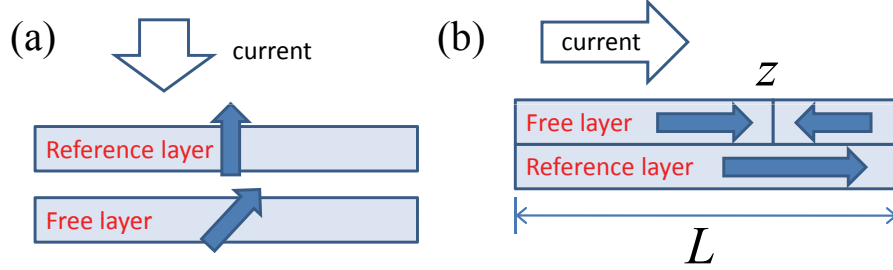 (a)
current
Reference layer
Free layer
(b)
current
z
Free layer
Reference layer
L